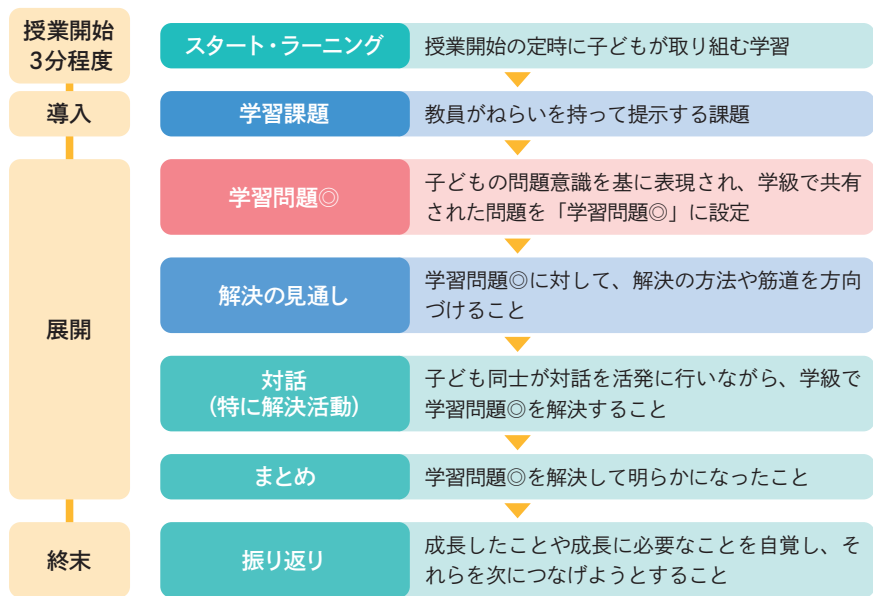 授業開始
3分程度
スタート・ラーニング
授業開始の定時に子どもが取り組む学習
導入
学習課題
教員がねらいを持って提示する課題
展開
学習問題◎
子どもの問題意識を基に表現され、学級で共有
された問題を「学習問題◎」に設定
解決の見通し
学習問題◎に対して、解決の方法や筋道を方向
づけること
対話
(特に解決活動)
子ども同士が対話を活発に行いながら、学級で
学習問題◎を解決すること
まとめ
学習問題◎を解決して明らかになったこと
終末
振り返り
成長したことや成長に必要なことを自覚し、そ
れらを次につなげようとすること